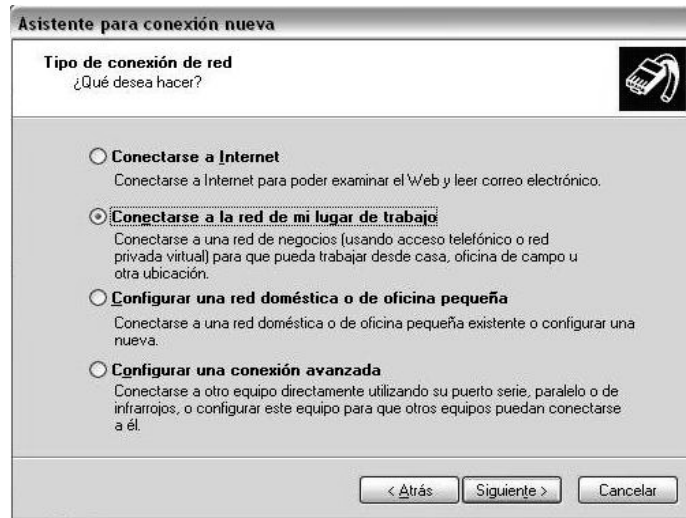 Asistente para conexión nueva
Tipo de conexión de red
¿Qué desea hacer?
Conectarse a Internet
Conectarse a Internet para poder examinar el Web y leer correo electrónico.
Conectarse a la red de mi lugar de trabajo
Conectarse a una red de negocios (usando acceso telefónico o red
privada virtual) para que pueda trabajar desde casa, oficina de campo u
otra ubicación.
Configurar una red doméstica o de oficina pequeña
Conectarse a una red doméstica o de oficina pequeña existente o configurar una
nueva.
Configurar una conexión avanzada
Conectarse a otro equipo directamente utilizando su puerto serie, paralelo o de
infrarrojos, o configurar este equipo para que otros equipos puedan conectarse
a él.
< Atrás Siguiente > Cancelar